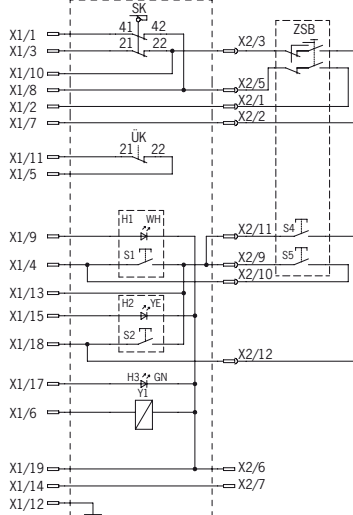 SK
41 42
X1/1
X1/3
21 22
X2/3
ZSB
X1/10
X1/8
X2/5
X1/2
X2/1
X1/7
X2/2
ÜK
X1/11
21 22
X1/5
H1 WH
X1/9
X2/11 S4
S1
X1/4
X2/9 S5
X2/10
X1/13
H2 YE
X1/15
S2
X1/18
X2/12
H3 GN
X1/17
Y1
X1/6
X1/19
X2/6
X1/14
X2/7
X1/12